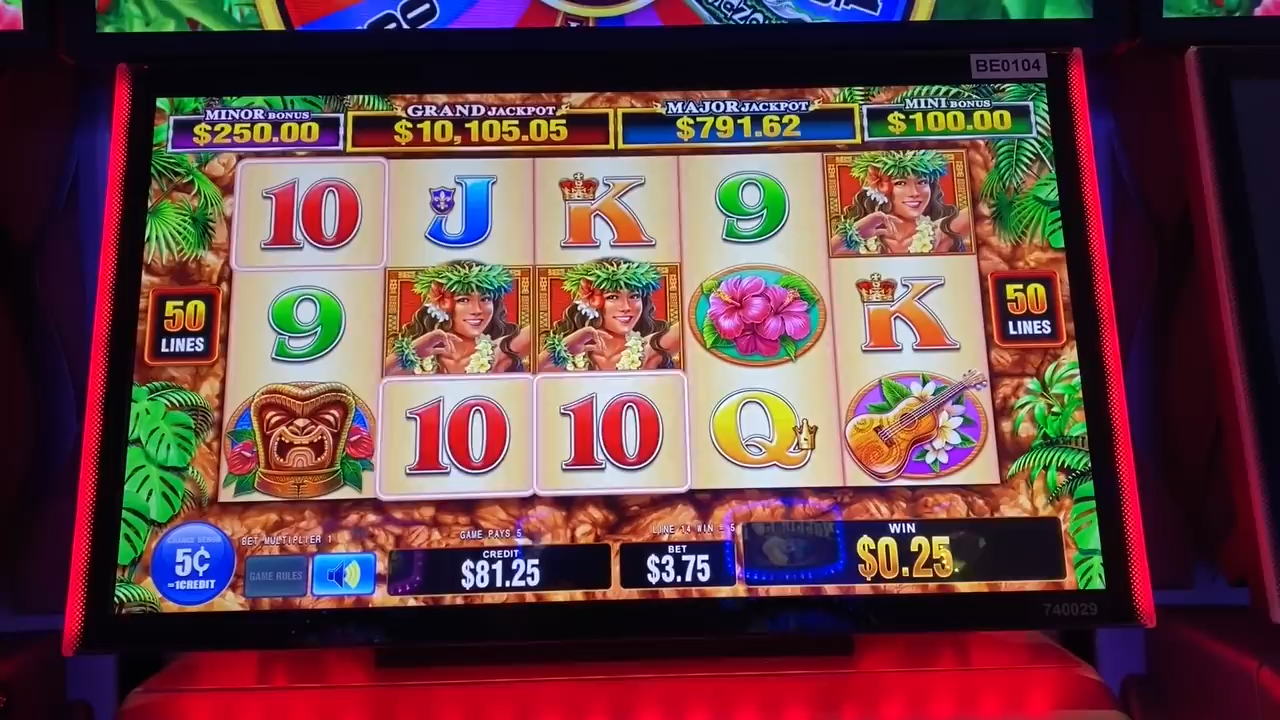 BE0104
MINOR BONUS
$250.00
GRAND JACKPOT
$10,105.05
MAJOR JACKPOT
$791.62
MINI BONUS
$100.00
10 J K 9
50 LINES
9 K
50 LINES
10 10 Q
CHANGE DENOM
5¢
=1CREDIT
BET MULTIPLIER 1
GAME RULES
GAME PAYS 5
CREDIT
$81.25
LINE 14 WIN = 5
BET
$3.75
WIN
$0.25
740029